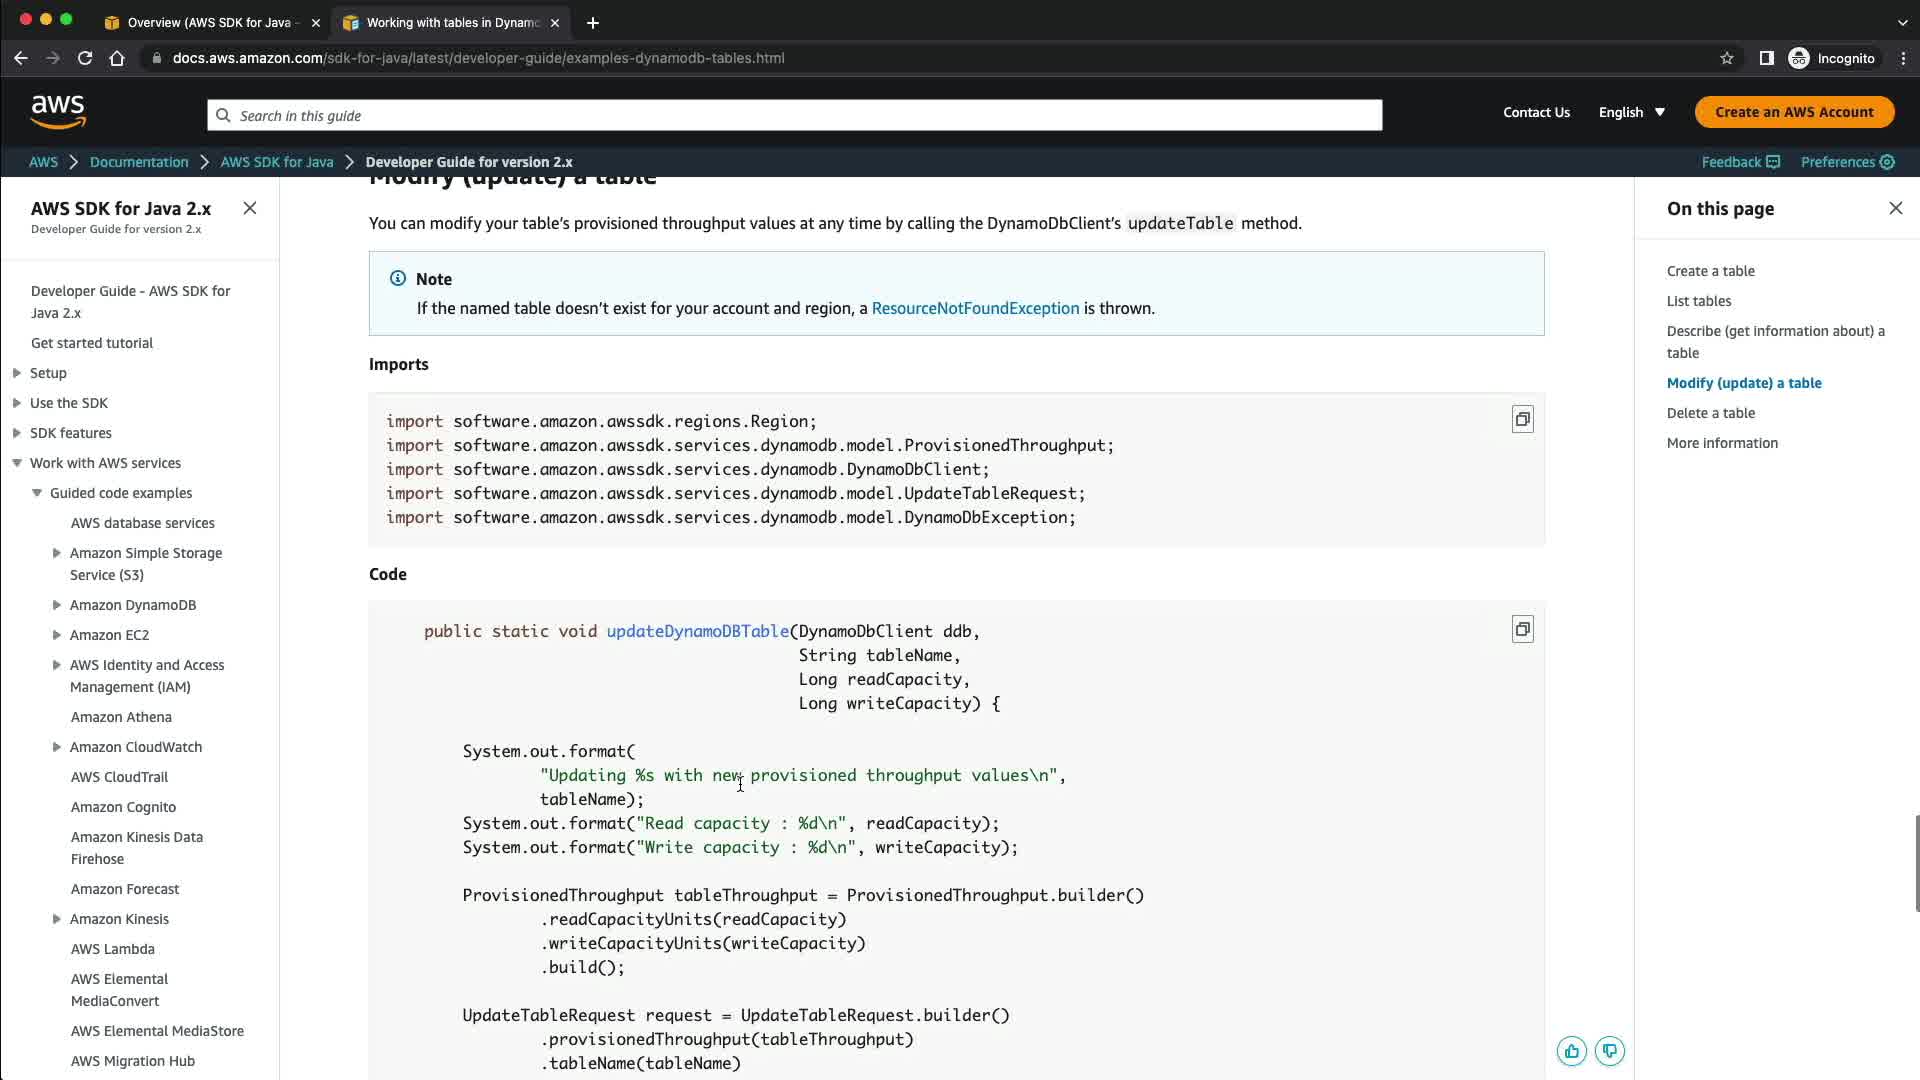 Overview (AWS SDK for Java -
Working with tables in Dynamo
docs.aws.amazon.com/sdk-for-java/latest/developer-guide/examples-dynamodb-tables.html
Incognito
aws
Search in this guide
Contact Us
English
Create an AWS Account
AWS
Documentation
AWS SDK for Java
Developer Guide for version 2.x
Feedback
Preferences
AWS SDK for Java 2.x
Developer Guide for version 2.x
Developer Guide - AWS SDK for
Java 2.x
Get started tutorial
Setup
Use the SDK
SDK features
Work with AWS services
Guided code examples
AWS database services
Amazon Simple Storage
Service (S3)
Amazon DynamoDB
Amazon EC2
AWS Identity and Access
Management (IAM)
Amazon Athena
Amazon CloudWatch
AWS CloudTrail
Amazon Cognito
Amazon Kinesis Data
Firehose
Amazon Forecast
Amazon Kinesis
AWS Lambda
AWS Elemental
MediaConvert
AWS Elemental MediaStore
AWS Migration Hub
Modify (update) a table
You can modify your table's provisioned throughput values at any time by calling the DynamoDbClient's updateTable method.
Note
If the named table doesn't exist for your account and region, a ResourceNotFoundException is thrown.
Imports
import software.amazon.awssdk.regions.Region;
import software.amazon.awssdk.services.dynamodb.model.ProvisionedThroughput;
import software.amazon.awssdk.services.dynamodb.DynamoDbClient;
import software.amazon.awssdk.services.dynamodb.model.UpdateTableRequest;
import software.amazon.awssdk.services.dynamodb.model.DynamoDbException;
Code
public static void updateDynamoDBTable(DynamoDbClient ddb,
String tableName,
Long readCapacity,
Long writeCapacity) {
System.out.format(
"Updating %s with new provisioned throughput values\n",
tableName);
System.out.format("Read capacity : %d\n", readCapacity);
System.out.format("Write capacity : %d\n", writeCapacity);
ProvisionedThroughput tableThroughput = ProvisionedThroughput.builder()
.readCapacityUnits(readCapacity)
.writeCapacityUnits(writeCapacity)
.build();
UpdateTableRequest request = UpdateTableRequest.builder()
.provisionedThroughput(tableThroughput)
.tableName(tableName)
On this page
Create a table
List tables
Describe (get information about) a
table
Modify (update) a table
Delete a table
More information